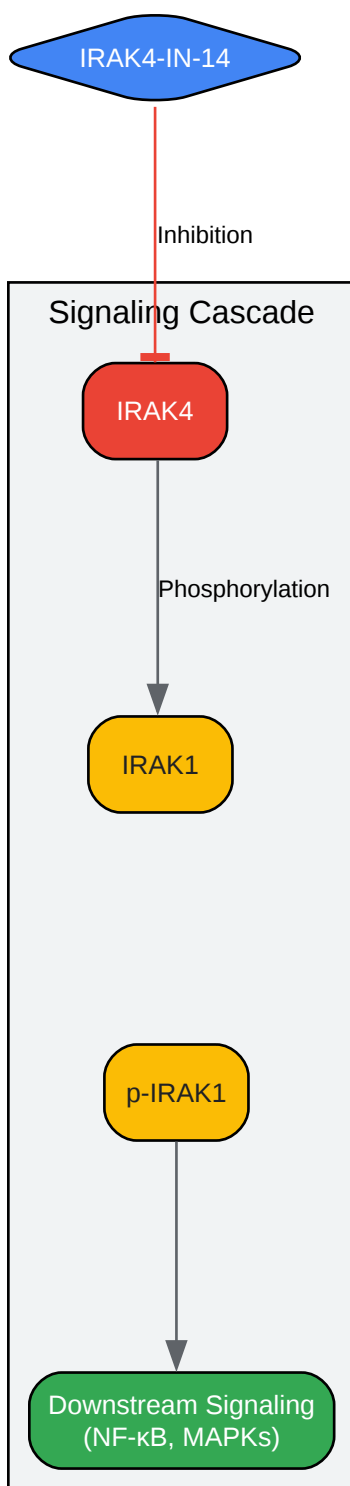 IRAK4-IN-14
Inhibition
Signaling Cascade
IRAK4
Phosphorylation
IRAK1
p-IRAK1
Downstream Signaling
(NF-κB, MAPKs)